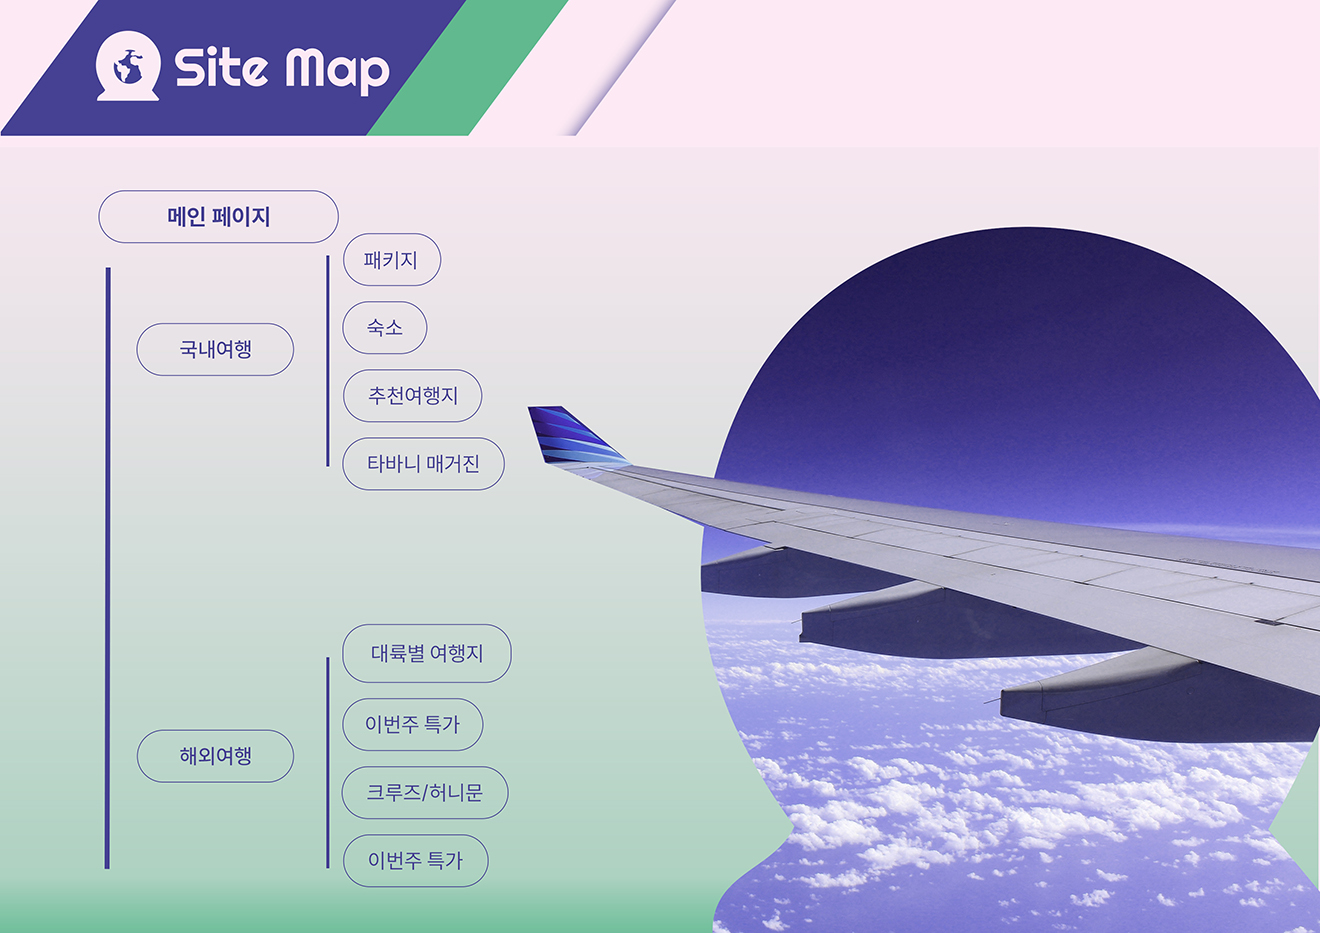 Site Map
메인 페이지
국내여행
패키지
숙소
추천여행지
타바니 매거진
해외여행
대륙별 여행지
이번주 특가
크루즈/허니문
이번주 특가